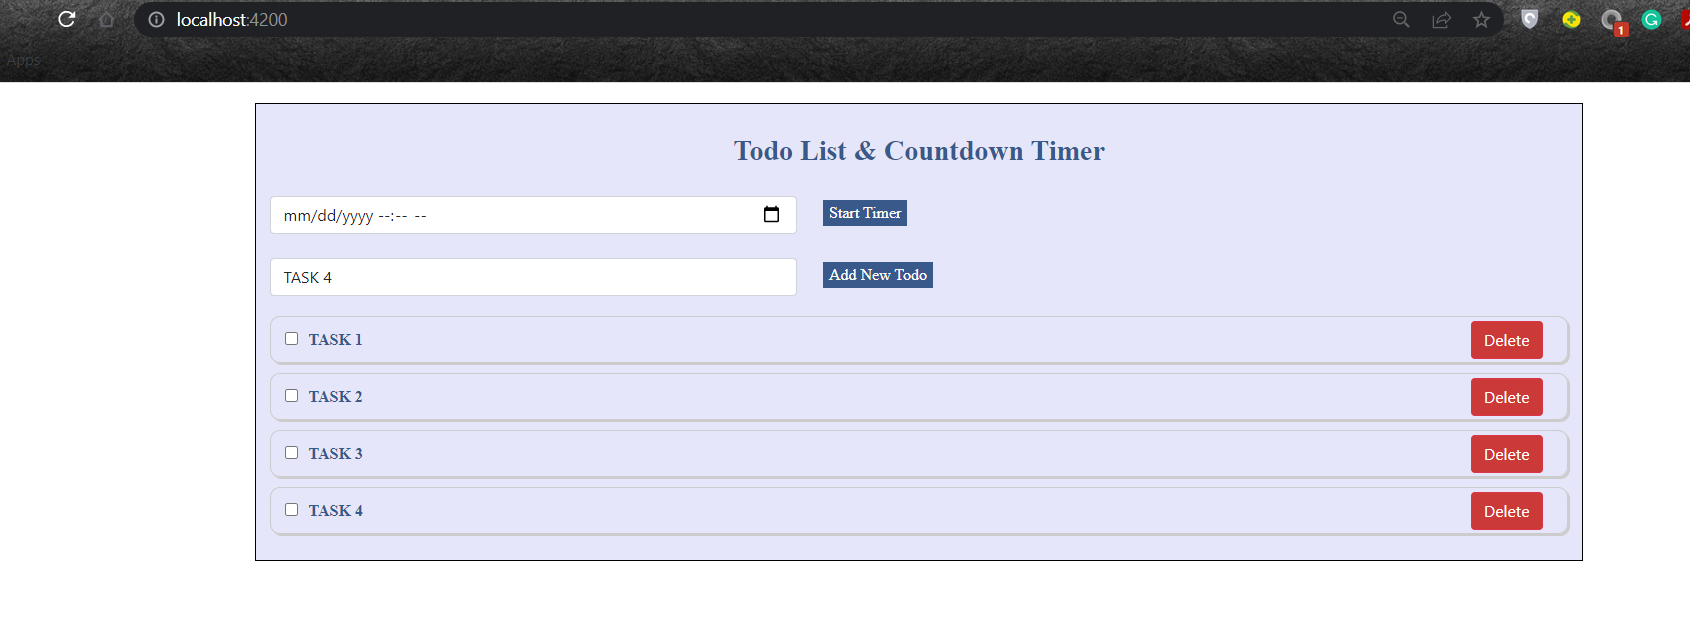 localhost:4200
1
Apps
Todo List & Countdown Timer
mm/dd/yyyy --:-- --
Start Timer
TASK 4
Add New Todo
TASK 1 Delete
TASK 2 Delete
TASK 3 Delete
TASK 4 Delete